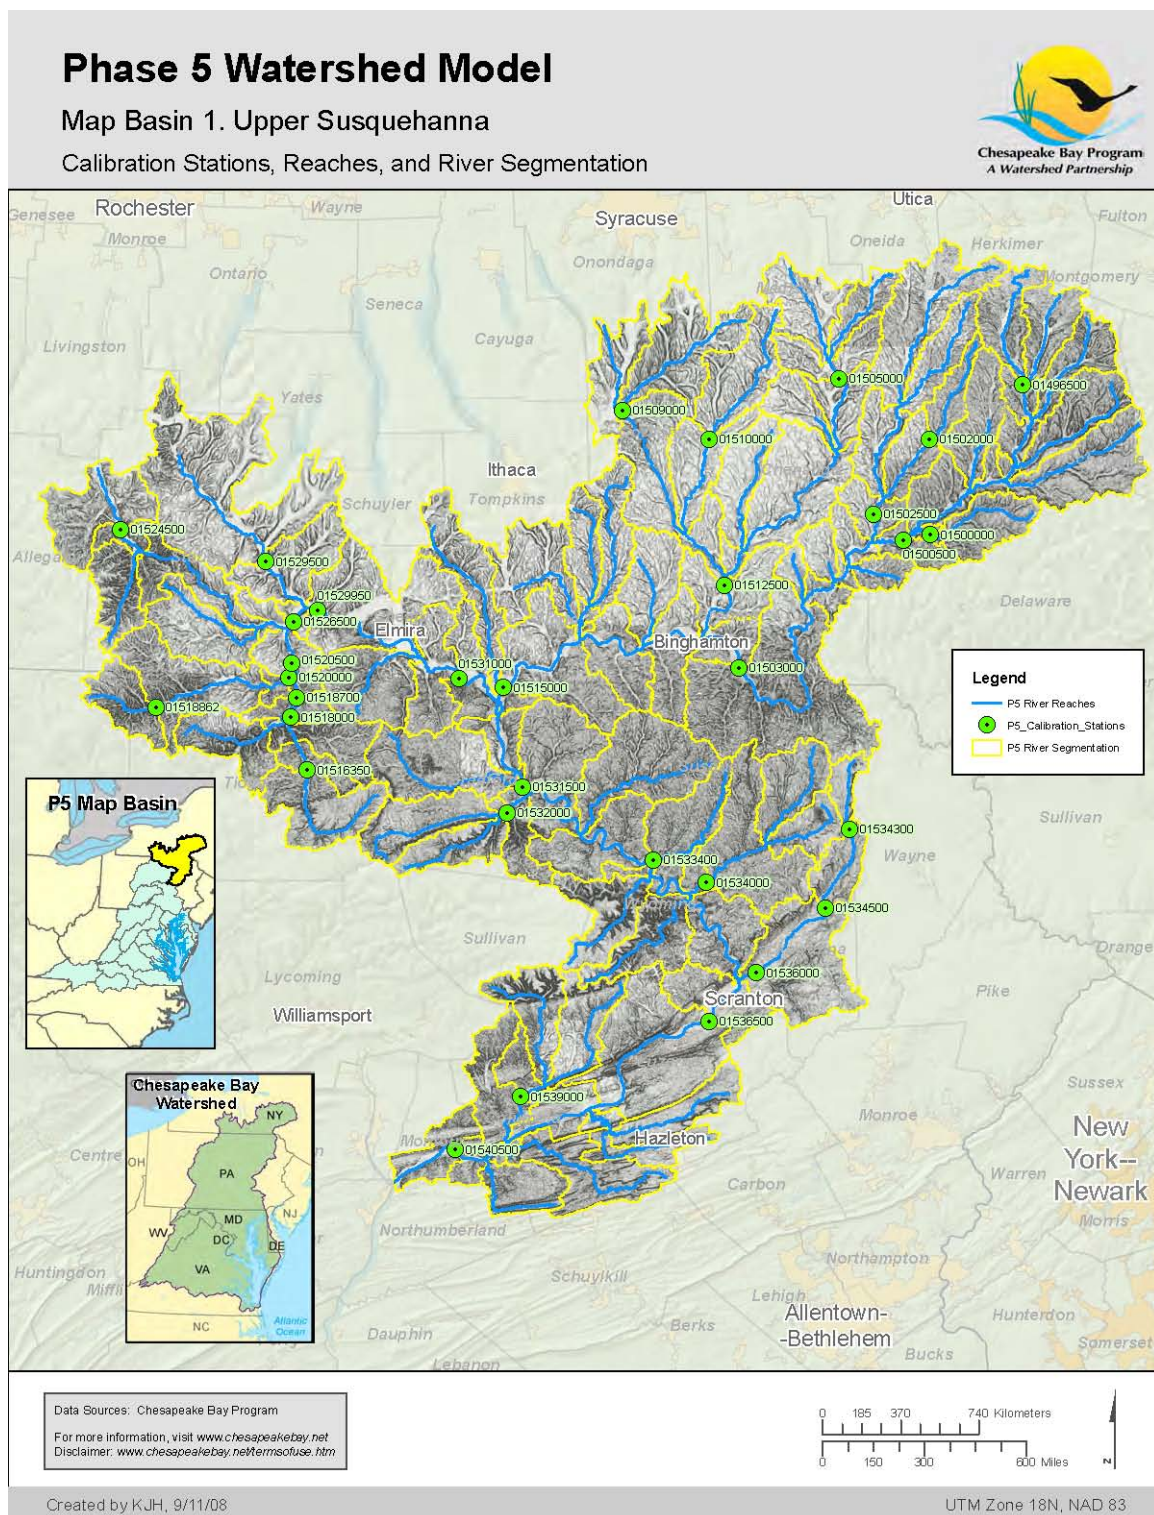 Phase 5 Watershed Model
Map Basin 1. Upper Susquehanna
Calibration Stations, Reaches, and River Segmentation
Chesapeake Bay Program
A Watershed Partnership
Genesee
Rochester
Wayne
Monroe
Syracuse
Utica
Fulton
Oneida
Herkimer
Onondaga
Ontario
Montgomery
Seneca
Livingston
Cayuga
Yates
01505000
01496500
01509000
01510000
01502000
Ithaca
Schuyler
Tompkins
01502500
01524500
01500000
01500500
01529500
01512500
01529950
Delaware
01526500
Elmira
Binghamton
01520500
01531000
01503000
01520000
01515000
01518700
01518862
01518000
01516350
01531500
01532000
01534300
Sullivan
Wayne
01533400
01534000
01534500
Sullivan
Orange
Lycoming
01536000
Pike
Scranton
Williamsport
01536500
Sussex
01539000
Monroe
New
York--
Newark
Hazleton
01540500
Centre
Warren
Carbon
Morris
Northumberland
Northampton
Huntingdon
Schuylkill
Lehigh
Allentown-
-Bethlehem
Hunterdon
Berks
Dauphin
Somerset
Bucks
Lebanon
Legend
P5 River Reaches
P5_Calibration_Stations
P5 River Segmentation
P5 Map Basin
Chesapeake Bay
Watershed
NY
OH
PA
NJ
MD
WV
DC
DE
VA
NC
Atlantic
Ocean
Data Sources: Chesapeake Bay Program
For more information, visit www.chesapeakebay.net
Disclaimer: www.chesapeakebay.net/termsofuse.htm
0 185 370 740 Kilometers
0 150 300 600 Miles
N
Created by KJH, 9/11/08
UTM Zone 18N, NAD 83